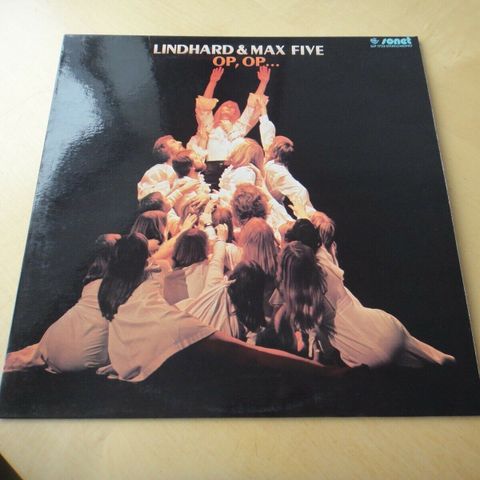 LINDHARD & MAX FIVE
OP, OP...
sonet